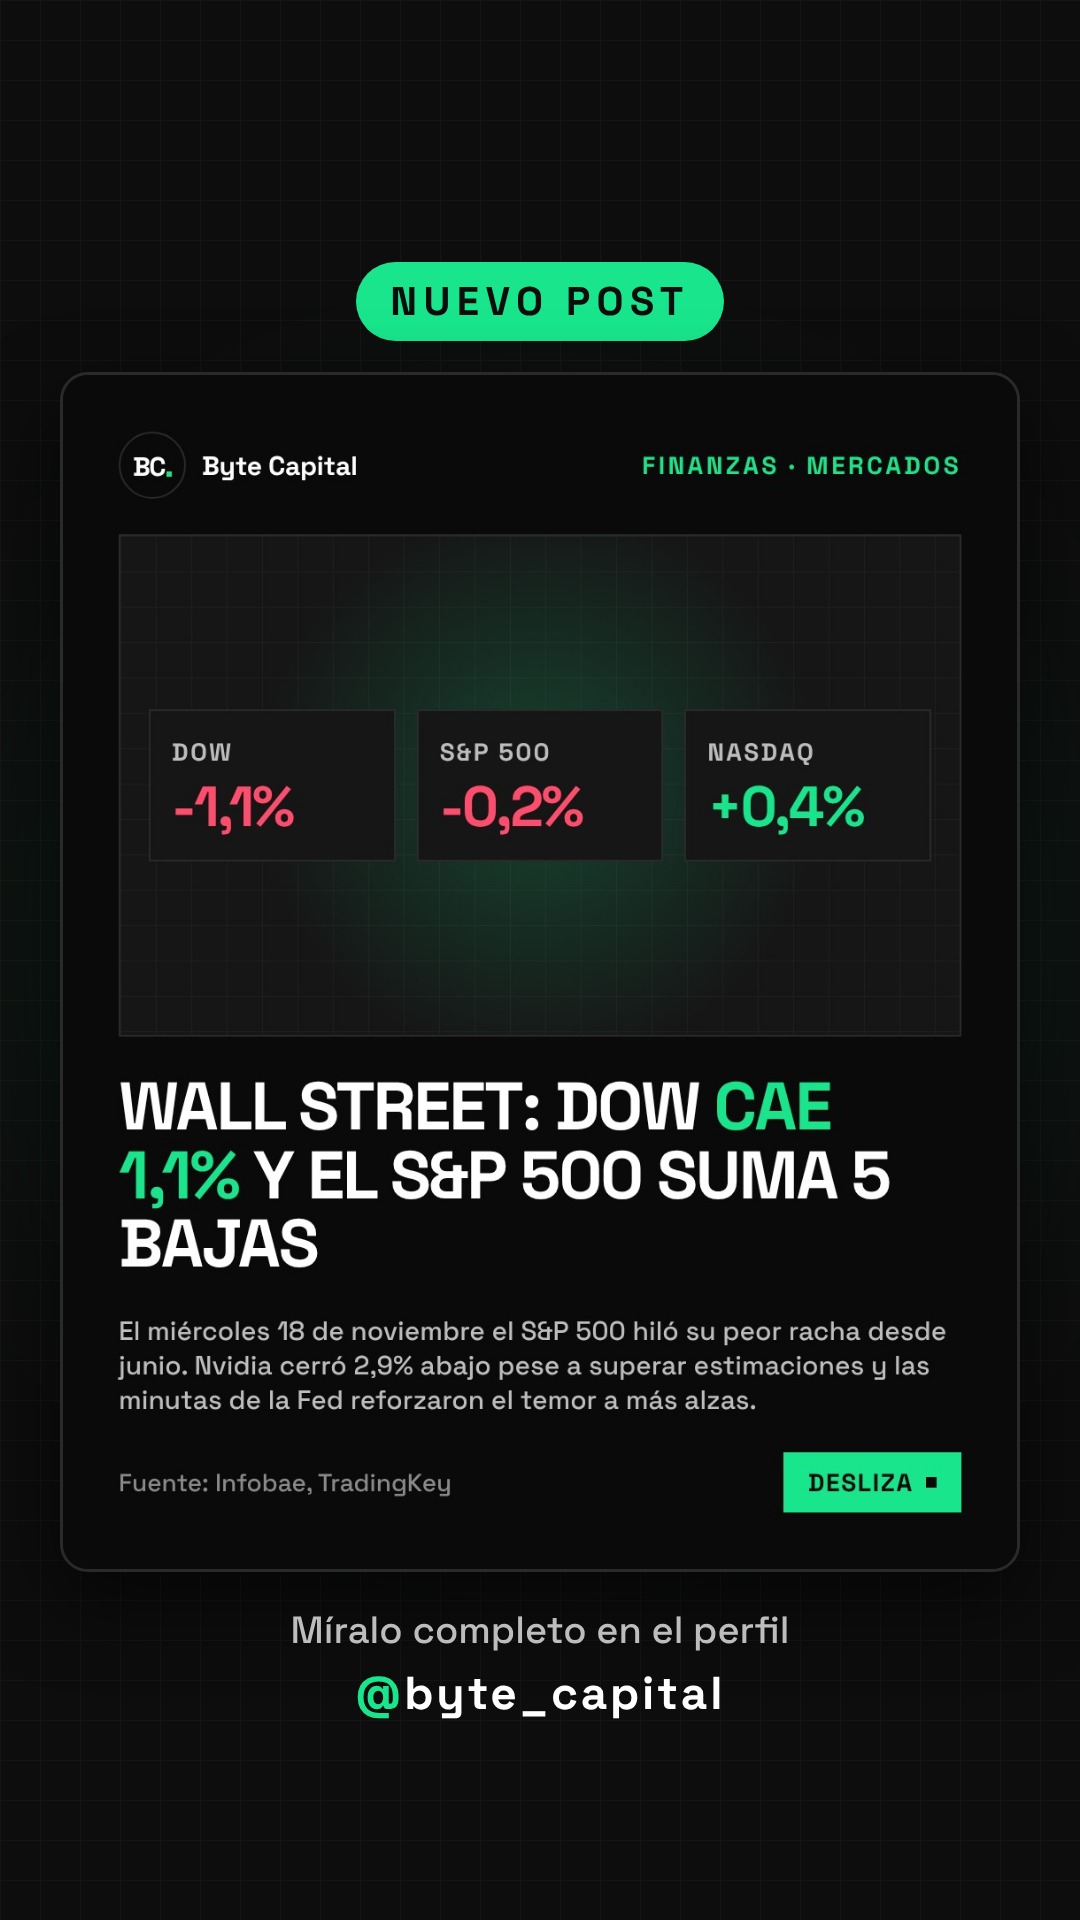 NUEVO POST
BC.
Byte Capital
FINANZAS · MERCADOS
DOW
-1,1%
S&P 500
-0,2%
NASDAQ
+0,4%
WALL STREET: DOW CAE
1,1% Y EL S&P 500 SUMA 5
BAJAS
El miércoles 18 de noviembre el S&P 500 hiló su peor racha desde
junio. Nvidia cerró 2,9% abajo pese a superar estimaciones y las
minutas de la Fed reforzaron el temor a más alzas.
Fuente: Infobae, TradingKey
DESLIZA
Míralo completo en el perfil
@byte_capital